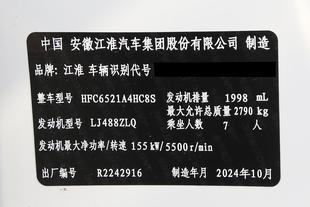 中国 安徽江淮汽车集团股份有限公司 制造
品牌:江淮 车辆识别代号
整车型号 HFC6521A4HC8S 发动机排量 1998 mL
最大允许总质量 2790 kg
发动机型号 LJ488ZLQ 乘坐人数 7 人
发动机最大净功率/转速 155 kW/ 5500 r/min
出厂编号 R2242916 制造年月 2024年10月